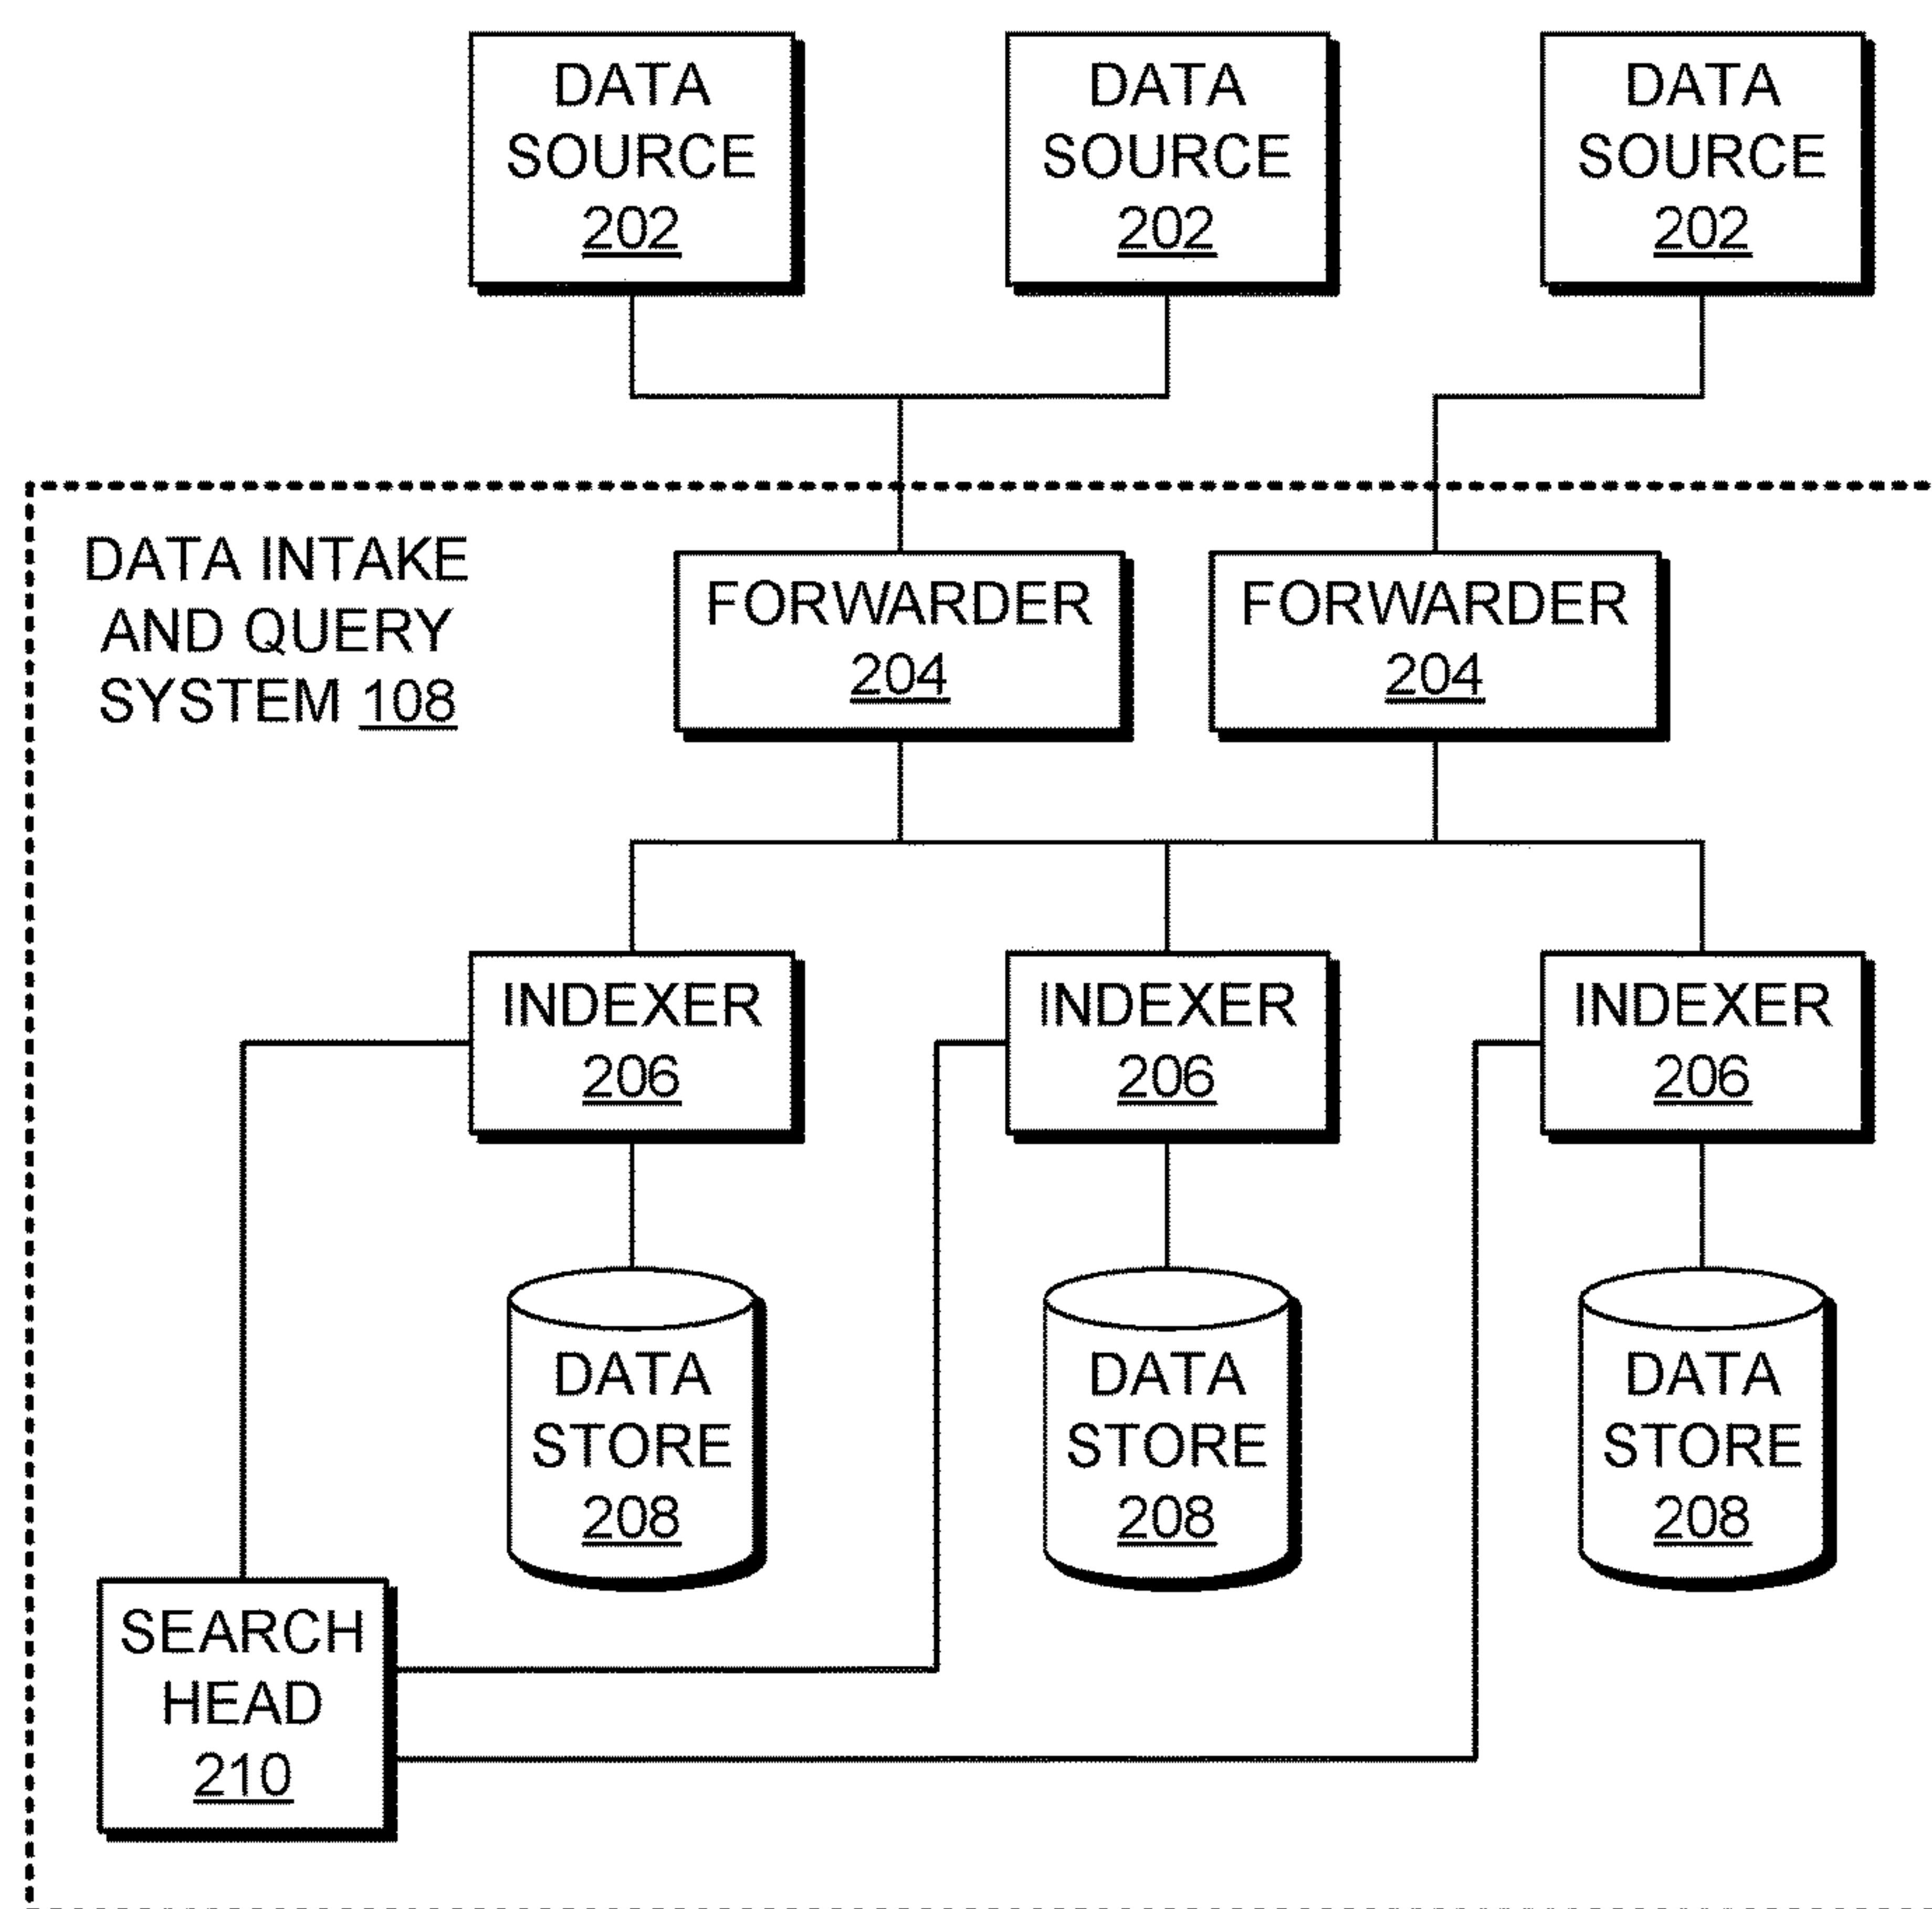 DATA
SOURCE
202
DATA
SOURCE
202
DATA
SOURCE
202
DATA INTAKE
AND QUERY
SYSTEM 108
FORWARDER
204
FORWARDER
204
INDEXER
206
INDEXER
206
INDEXER
206
DATA
STORE
208
DATA
STORE
208
DATA
STORE
208
SEARCH
HEAD
210